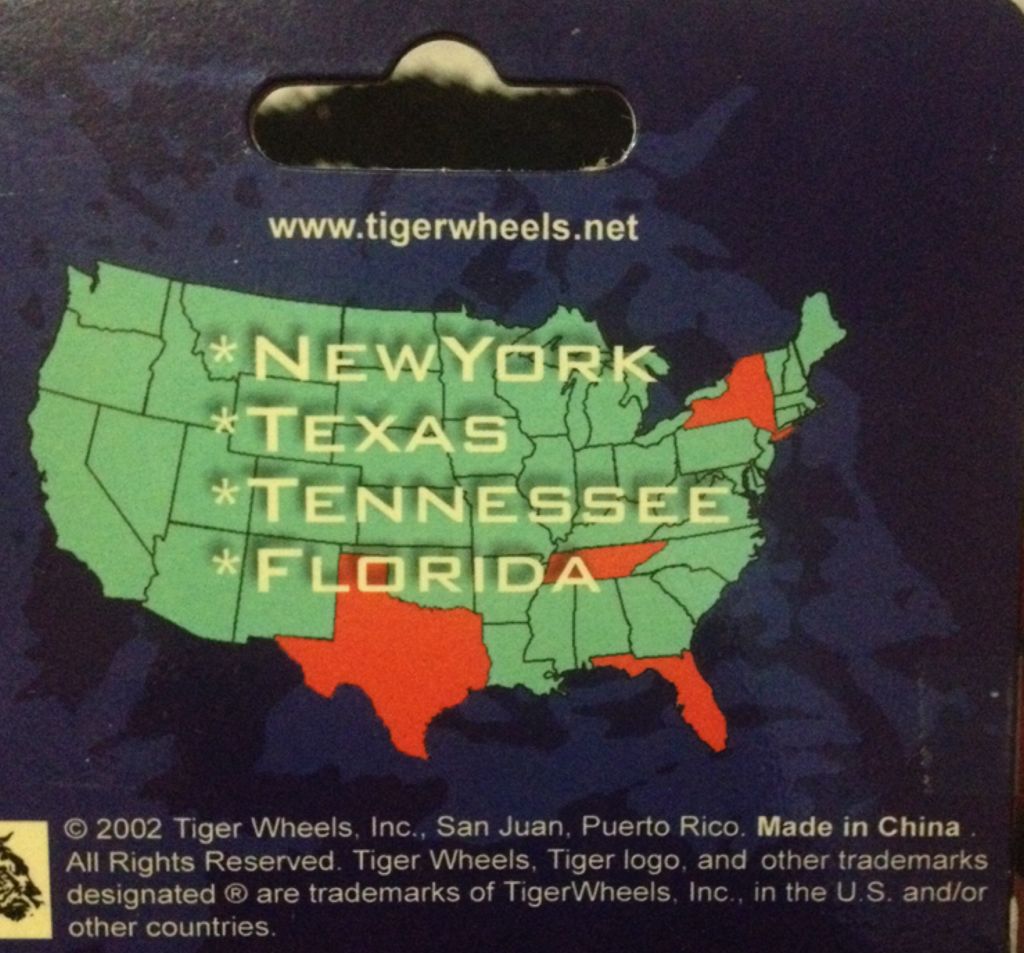 www.tigerwheels.net
* NEWYORK
* TEXAS
* TENNESSEE
* FLORIDA
© 2002 Tiger Wheels, Inc., San Juan, Puerto Rico. Made in China .
All Rights Reserved. Tiger Wheels, Tiger logo, and other trademarks
designated ® are trademarks of TigerWheels, Inc., in the U.S. and/or
other countries.